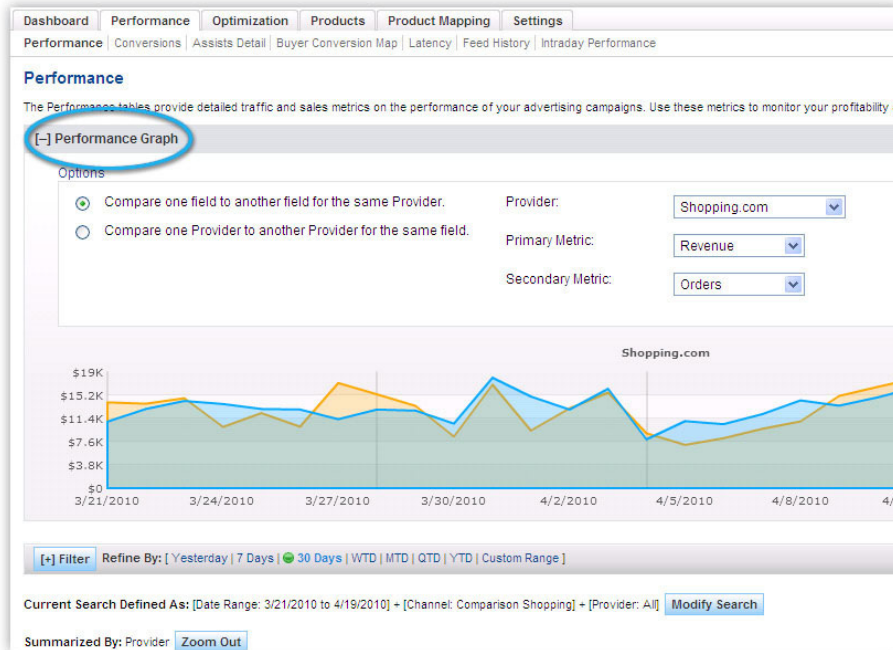 Dashboard Performance Optimization Products Product Mapping Settings
Performance | Conversions | Assists Detail | Buyer Conversion Map | Latency | Feed History | Intraday Performance
Performance
The Performance tables provide detailed traffic and sales metrics on the performance of your advertising campaigns. Use these metrics to monitor your profitability
[–] Performance Graph
Options
Compare one field to another field for the same Provider.
Provider: Shopping.com
Compare one Provider to another Provider for the same field.
Primary Metric: Revenue
Secondary Metric: Orders
Shopping.com
$19K
$15.2K
$11.4K
$7.6K
$3.8K
$0
3/21/2010 3/24/2010 3/27/2010 3/30/2010 4/2/2010 4/5/2010 4/8/2010 4/
[+] Filter Refine By: [ Yesterday | 7 Days | 30 Days | WTD | MTD | QTD | YTD | Custom Range ]
Current Search Defined As: [Date Range: 3/21/2010 to 4/19/2010] + [Channel: Comparison Shopping] + [Provider: All] Modify Search
Summarized By: Provider Zoom Out